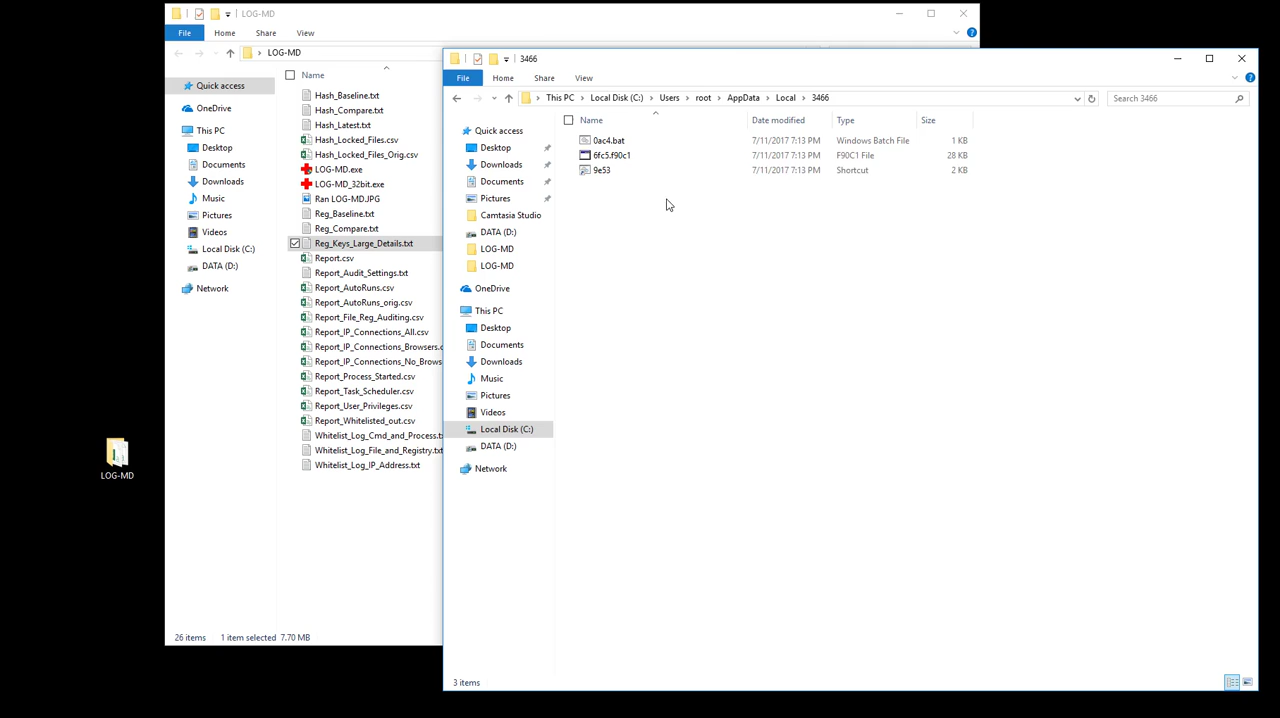 LOG-MD
File Home Share View
LOG-MD
Quick access
OneDrive
This PC
Desktop
Documents
Downloads
Music
Pictures
Videos
Local Disk (C:)
DATA (D:)
Network
Name
Hash_Baseline.txt
Hash_Compare.txt
Hash_Latest.txt
Hash_Locked_Files.csv
Hash_Locked_Files_Orig.csv
LOG-MD.exe
LOG-MD_32bit.exe
Ran LOG-MD.JPG
Reg_Baseline.txt
Reg_Compare.txt
Reg_Keys_Large_Details.txt
Report.csv
Report_Audit_Settings.txt
Report_AutoRuns.csv
Report_AutoRuns_orig.csv
Report_File_Reg_Auditing.csv
Report_IP_Connections_All.csv
Report_IP_Connections_Browsers.c
Report_IP_Connections_No_Brows
Report_Process_Started.csv
Report_Task_Scheduler.csv
Report_User_Privileges.csv
Report_Whitelisted_out.csv
Whitelist_Log_Cmd_and_Process.tx
Whitelist_Log_File_and_Registry.txt
Whitelist_Log_IP_Address.txt
26 items 1 item selected 7.70 MB
LOG-MD
3466
File Home Share View
This PC Local Disk (C:) Users root AppData Local 3466
Search 3466
Quick access
Desktop
Downloads
Documents
Pictures
Camtasia Studio
DATA (D:)
LOG-MD
LOG-MD
OneDrive
This PC
Desktop
Documents
Downloads
Music
Pictures
Videos
Local Disk (C:)
DATA (D:)
Network
Name Date modified Type Size
0ac4.bat 7/11/2017 7:13 PM Windows Batch File 1 KB
6fc5.f90c1 7/11/2017 7:13 PM F90C1 File 28 KB
9e53 7/11/2017 7:13 PM Shortcut 2 KB
3 items